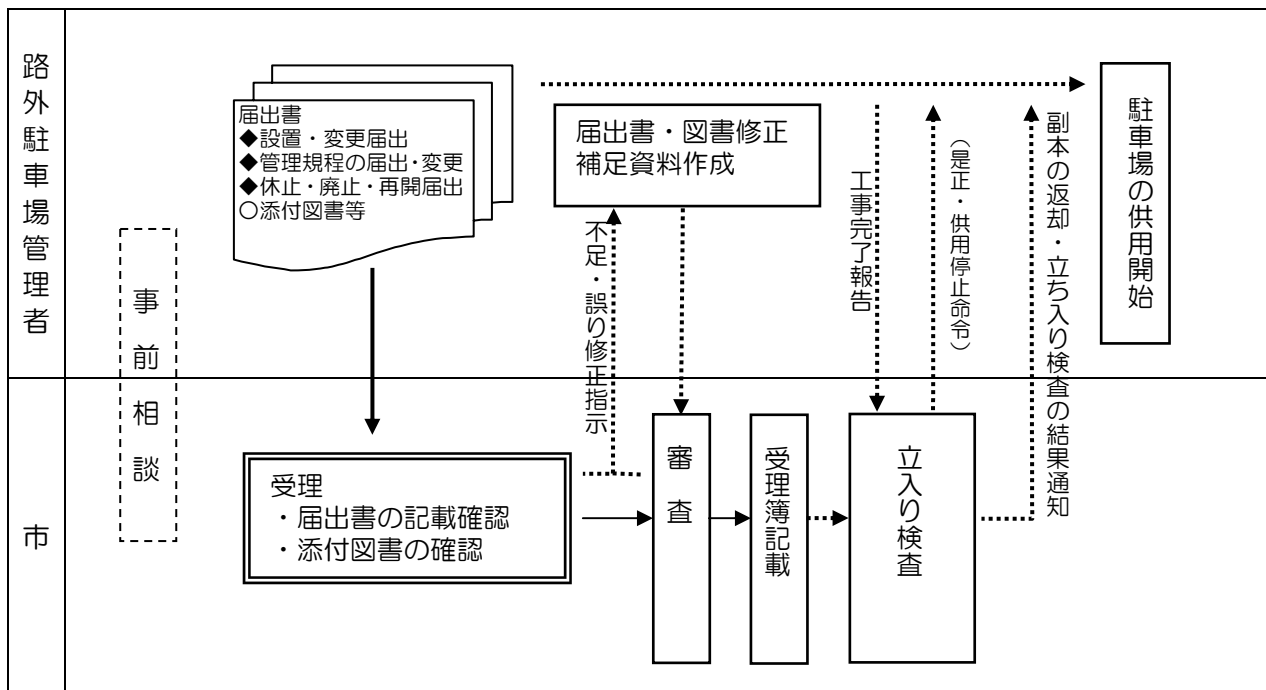 路外駐車場管理者
市
事前相談
届出書
◆設置・変更届出
◆管理規程の届出・変更
◆休止・廃止・再開届出
○添付図書等
受理
・届出書の記載確認
・添付図書の確認
不足・誤り修正指示
届出書・図書修正
補足資料作成
審査
受理簿記載
工事完了報告
立入り検査
（是正・供用停止命令）
副本の返却・立ち入り検査の結果通知
駐車場の供用開始